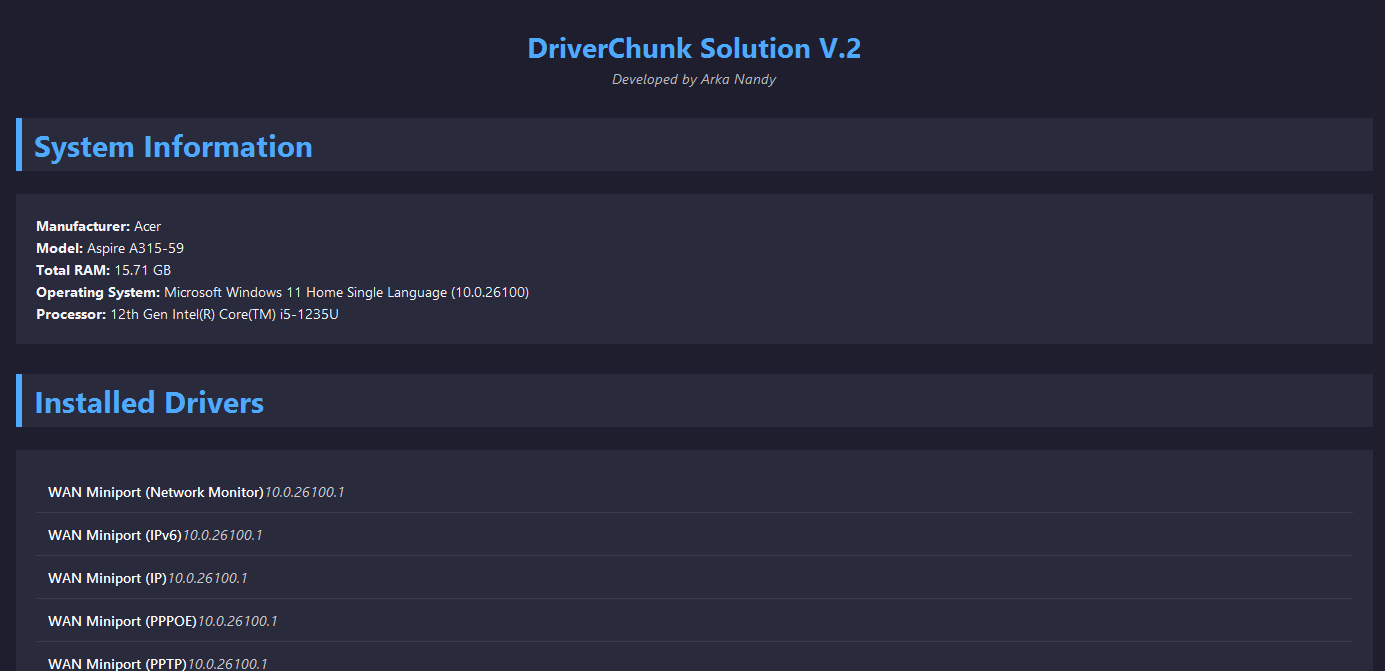 DriverChunk Solution V.2
Developed by Arka Nandy
System Information
Manufacturer: Acer
Model: Aspire A315-59
Total RAM: 15.71 GB
Operating System: Microsoft Windows 11 Home Single Language (10.0.26100)
Processor: 12th Gen Intel(R) Core(TM) i5-1235U
Installed Drivers
WAN Miniport (Network Monitor)10.0.26100.1
WAN Miniport (IPv6)10.0.26100.1
WAN Miniport (IP)10.0.26100.1
WAN Miniport (PPPOE)10.0.26100.1
WAN Miniport (PPTP)10.0.26100.1